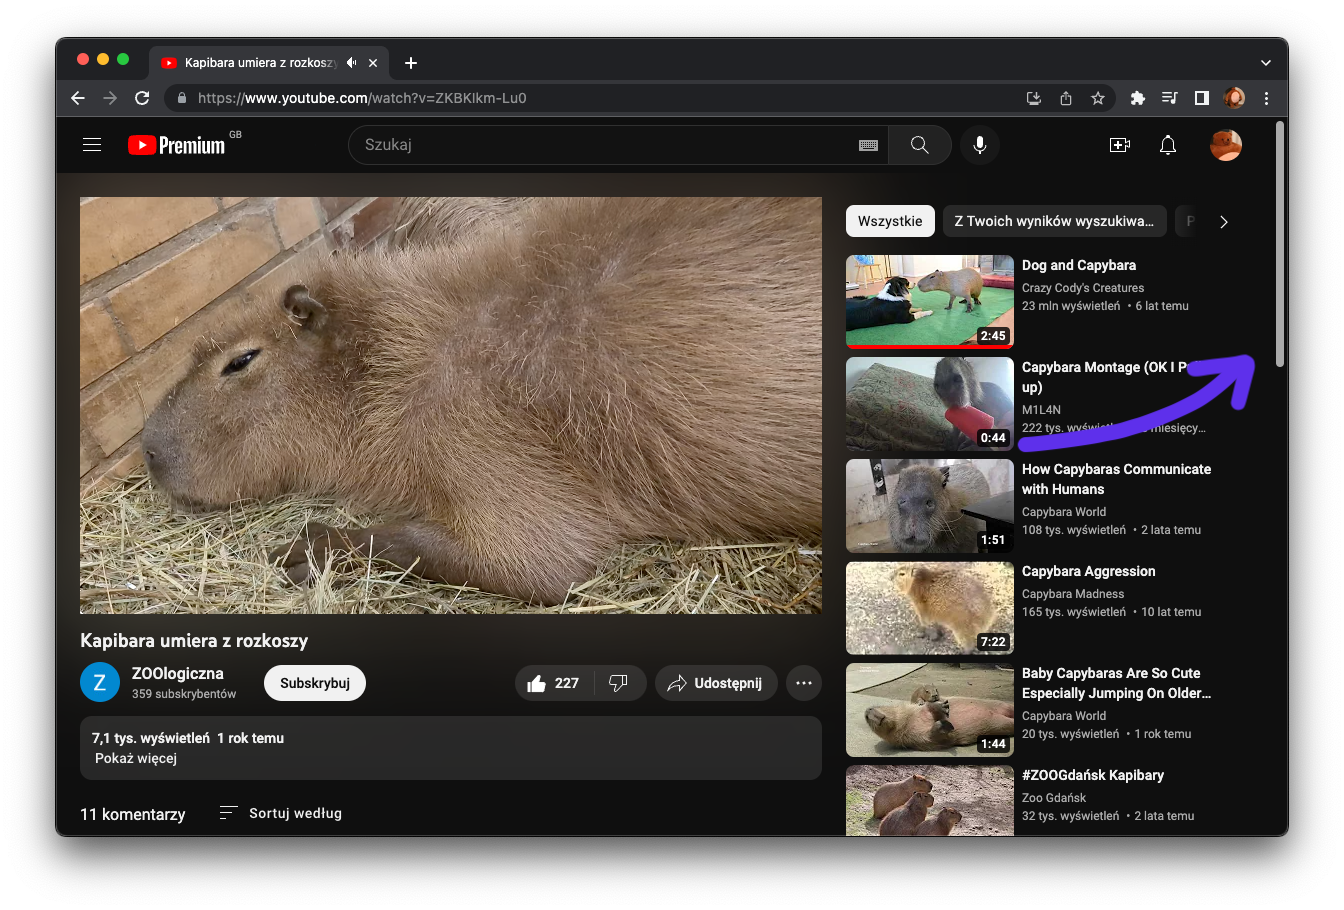 Kapibara umiera z rozkoszy
https://www.youtube.com/watch?v=ZKBKIkm-Lu0
Premium GB
Szukaj
Wszystkie
Z Twoich wyników wyszukiwa…
Dog and Capybara
Crazy Cody's Creatures
23 mln wyświetleń • 6 lat temu
2:45
Capybara Montage (OK I
up)
M1L4N
222 tys.
0:44
How Capybaras Communicate
with Humans
Capybara World
108 tys. wyświetleń • 2 lata temu
1:51
Capybara Aggression
Capybara Madness
165 tys. wyświetleń • 10 lat temu
7:22
Baby Capybaras Are So Cute
Especially Jumping On Older…
Capybara World
20 tys. wyświetleń • 1 rok temu
1:44
#ZOOGdańsk Kapibary
Zoo Gdańsk
32 tys. wyświetleń • 2 lata temu
Kapibara umiera z rozkoszy
Z
ZOOlogiczna
359 subskrybentów
Subskrybuj
227
Udostępnij
7,1 tys. wyświetleń 1 rok temu
Pokaż więcej
11 komentarzy
Sortuj według